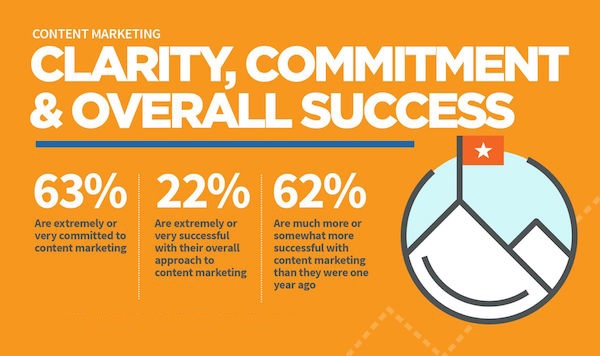 CONTENT MARKETING
CLARITY, COMMITMENT
& OVERALL SUCCESS
63%
Are extremely or
very committed to
content marketing
22%
Are extremely or
very successful
with their overall
approach to
content marketing
62%
Are much more or
somewhat more
successful with
content marketing
than they were one
year ago